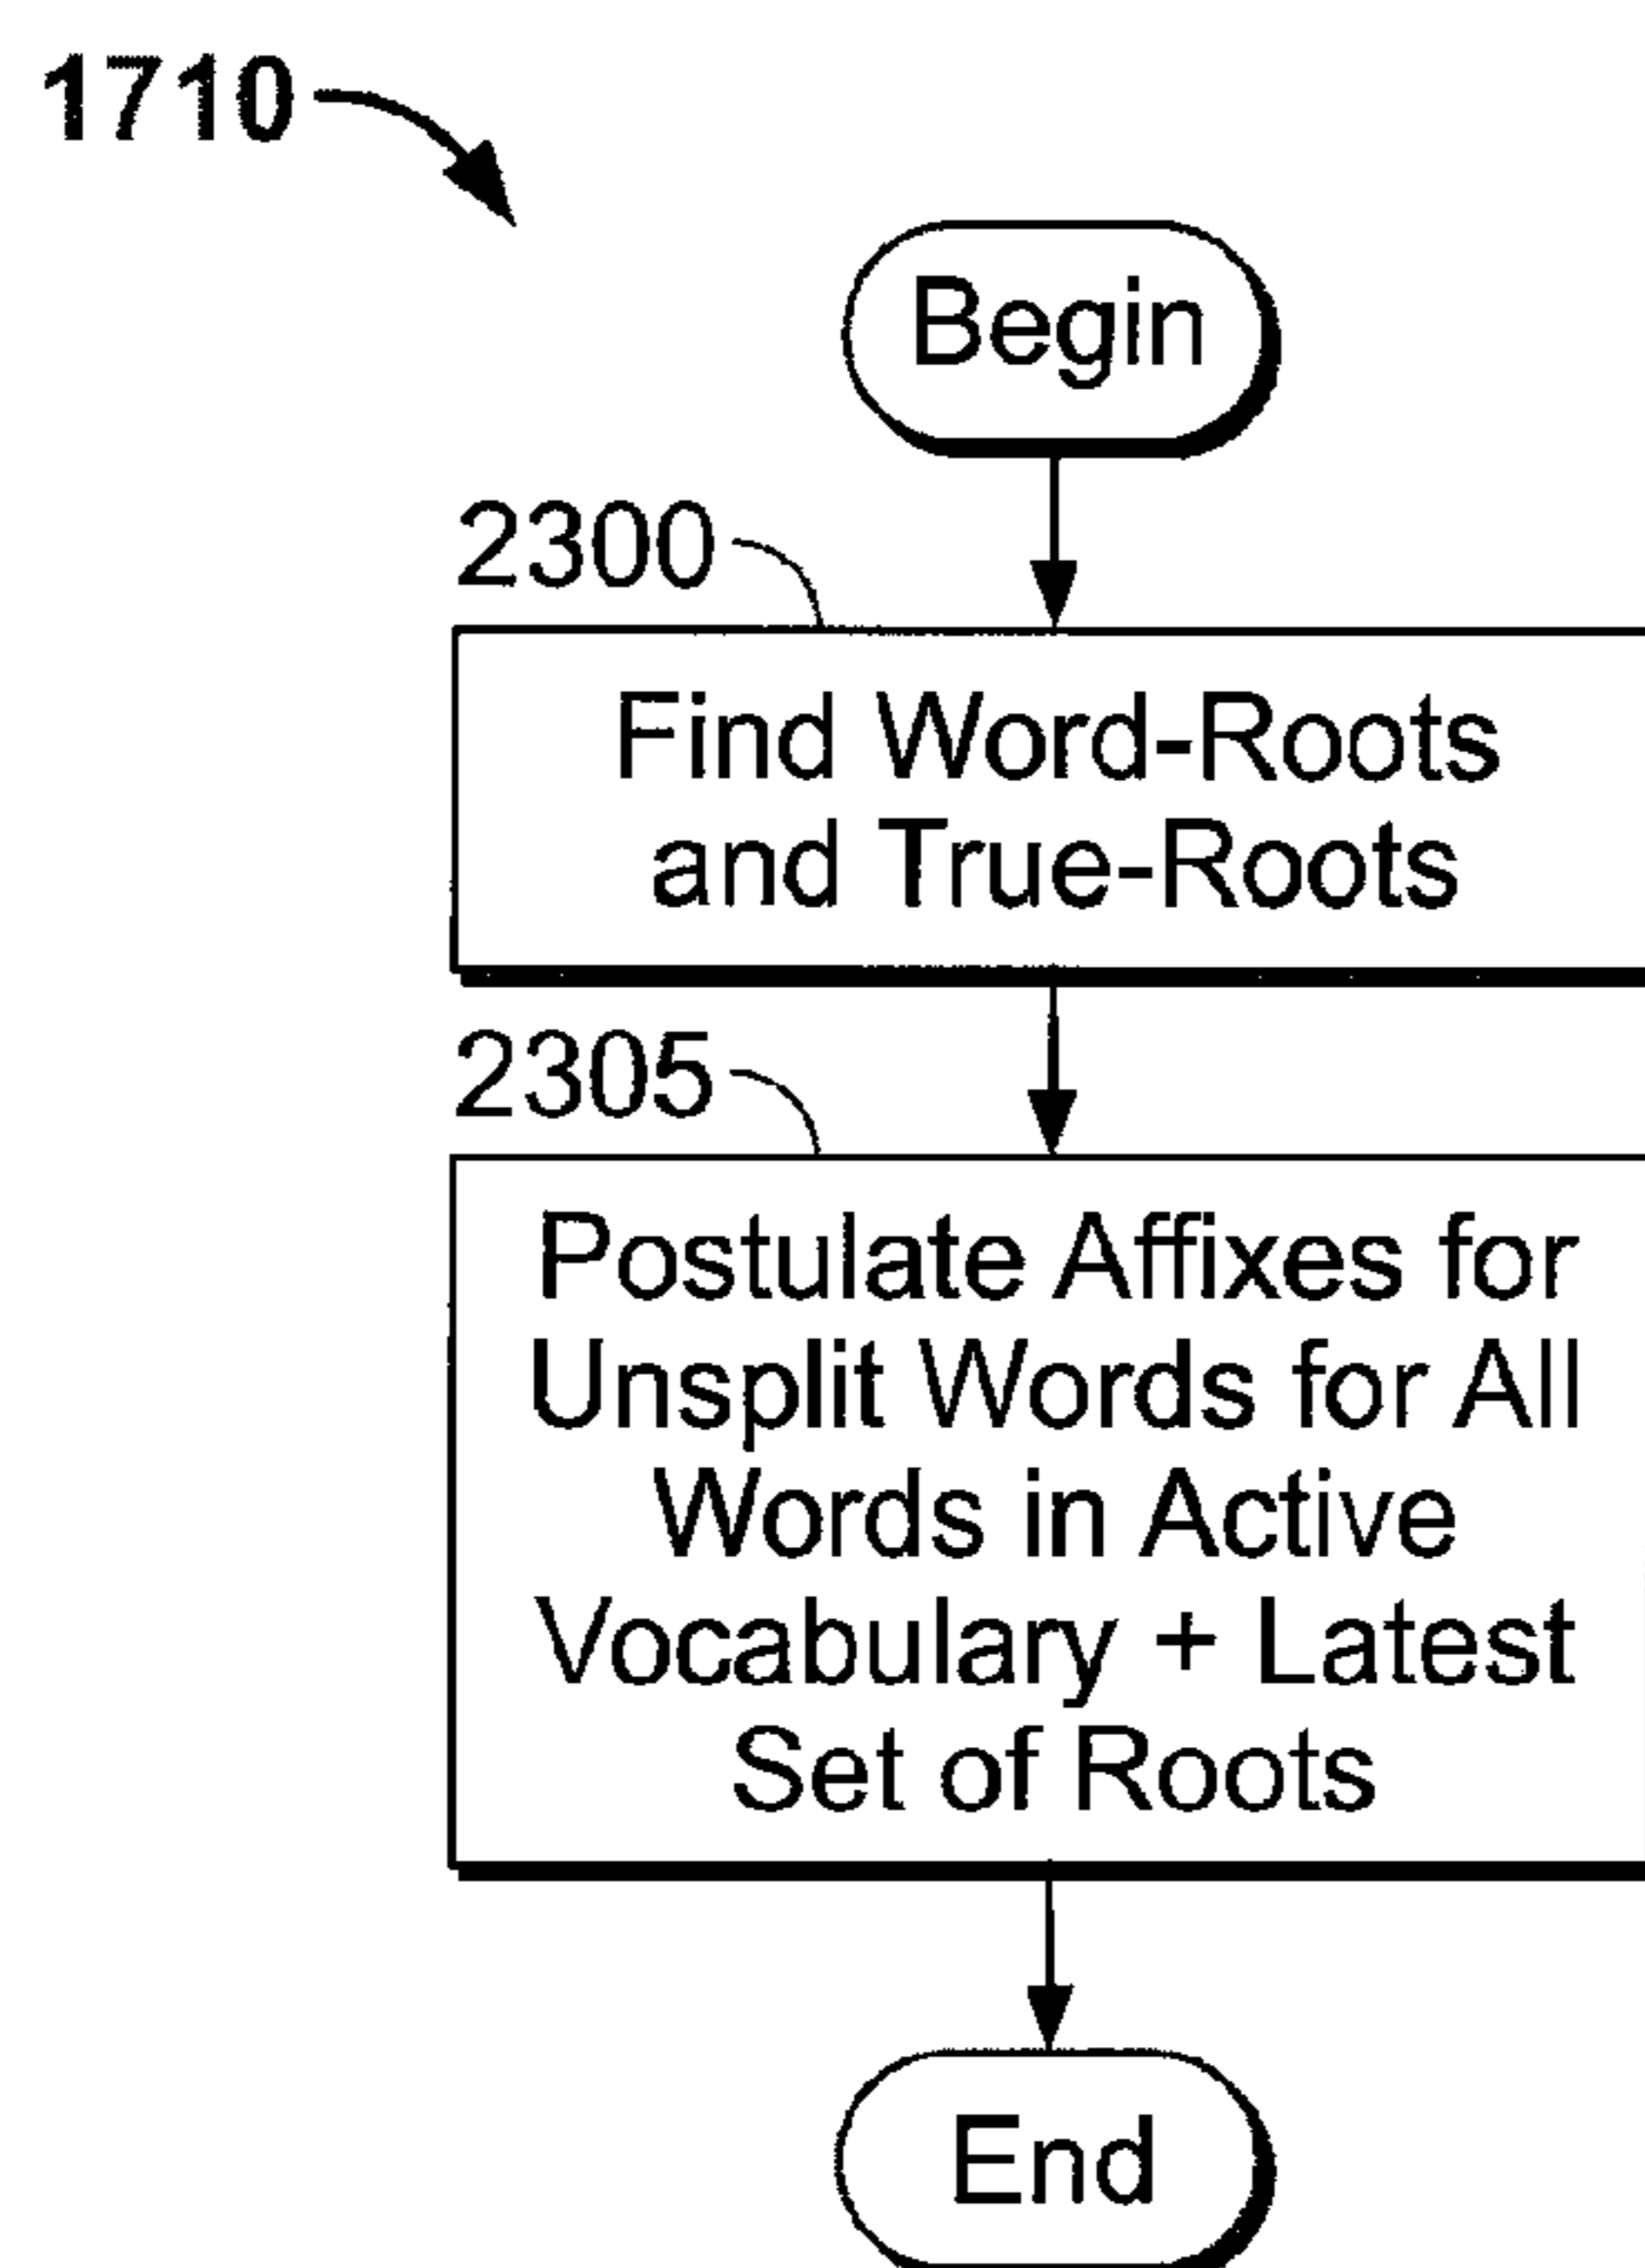 1710
Begin
2300
Find Word-Roots
and True-Roots
2305
Postulate Affixes for
Unsplit Words for All
Words in Active
Vocabulary + Latest
Set of Roots
End